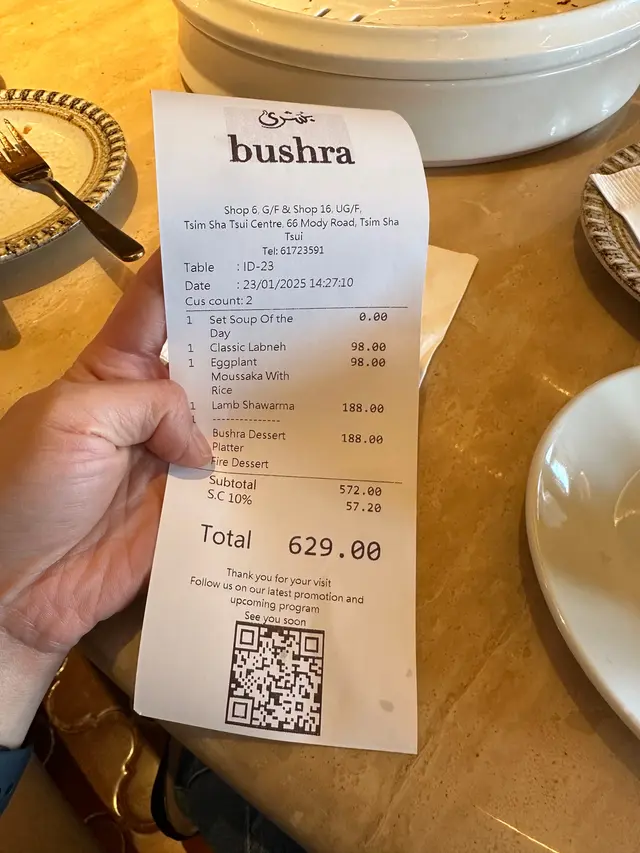 بشرى
bushra
Shop 6, G/F & Shop 16, UG/F,
Tsim Sha Tsui Centre, 66 Mody Road, Tsim Sha
Tsui
Tel: 61723591
Table : ID-23
Date : 23/01/2025 14:27:10
Cus count: 2
1 Set Soup Of the 0.00
Day
1 Classic Labneh 98.00
1 Eggplant 98.00
Moussaka With
Rice
1 Lamb Shawarma 188.00
1 ---------------
Bushra Dessert 188.00
Platter
Fire Dessert
Subtotal 572.00
S.C 10% 57.20
Total 629.00
Thank you for your visit
Follow us on our latest promotion and
upcoming program
See you soon